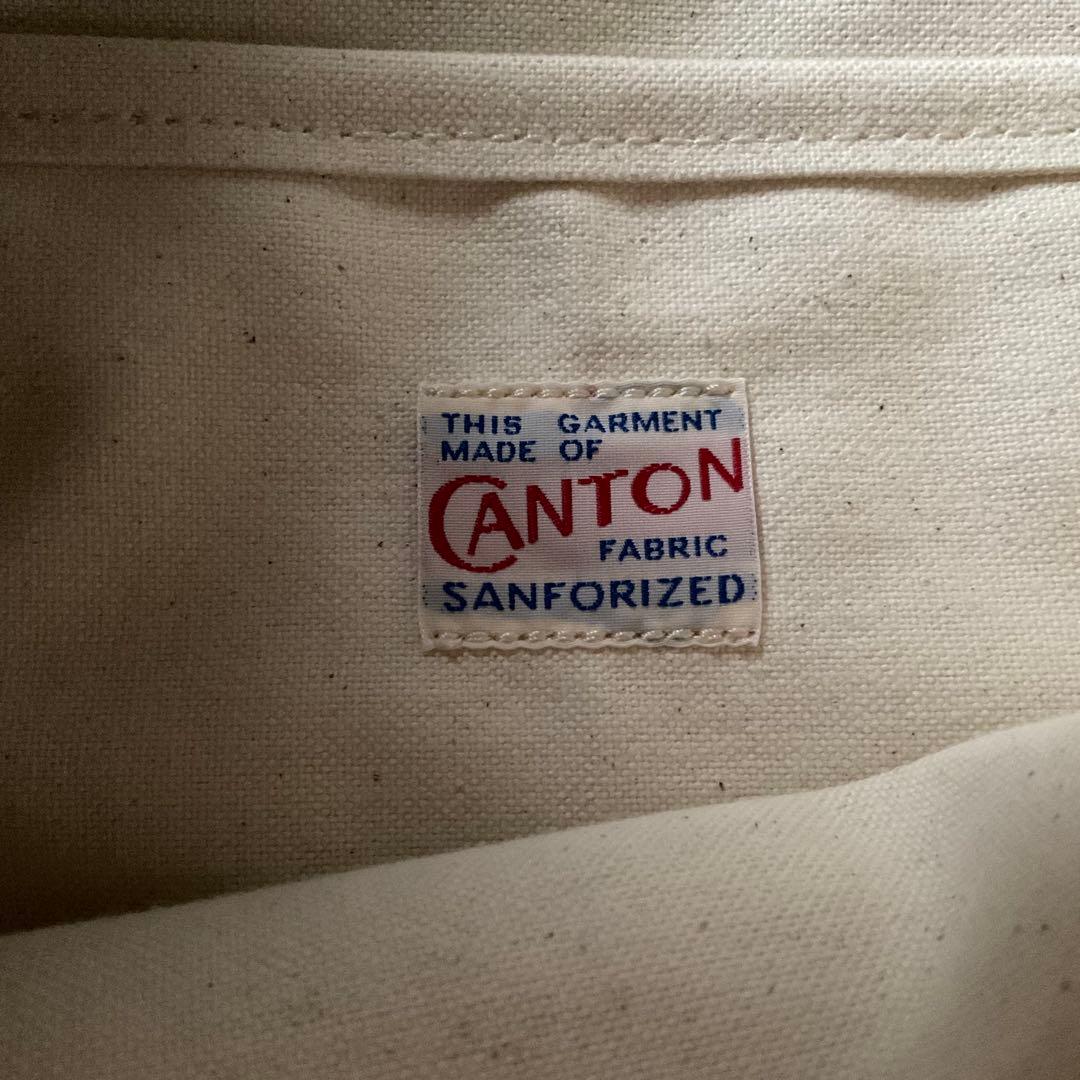 THIS GARMENT
MADE OF
CANTON
FABRIC
SANFORIZED